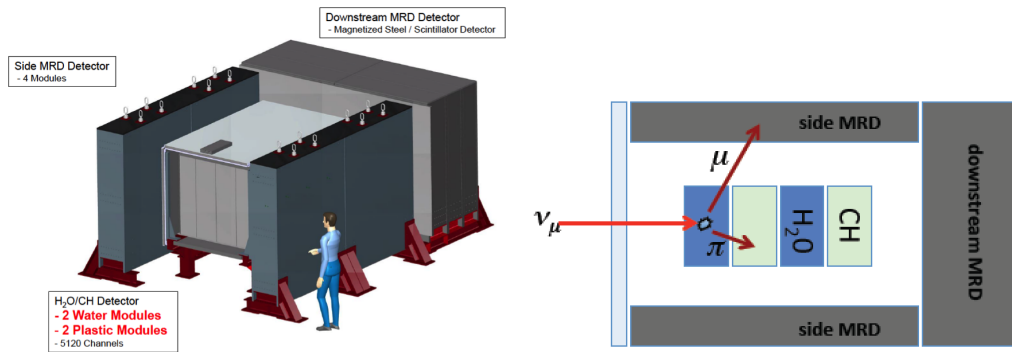 Downstream MRD Detector
- Magnetized Steel / Scintillator Detector
Side MRD Detector
- 4 Modules
H₂O/CH Detector
- 2 Water Modules
- 2 Plastic Modules
- 5120 Channels
side MRD
μ
νμ
π
H₂O
CH
downstream MRD
side MRD